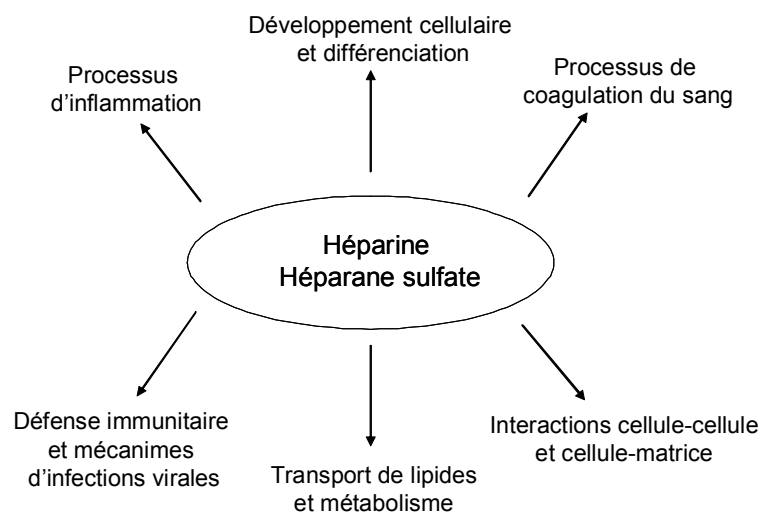 Développement cellulaire
et différenciation
Processus
d'inflammation
Processus de
coagulation du sang
Héparine
Héparane sulfate
Défense immunitaire
et mécanimes
d'infections virales
Transport de lipides
et métabolisme
Interactions cellule-cellule
et cellule-matrice